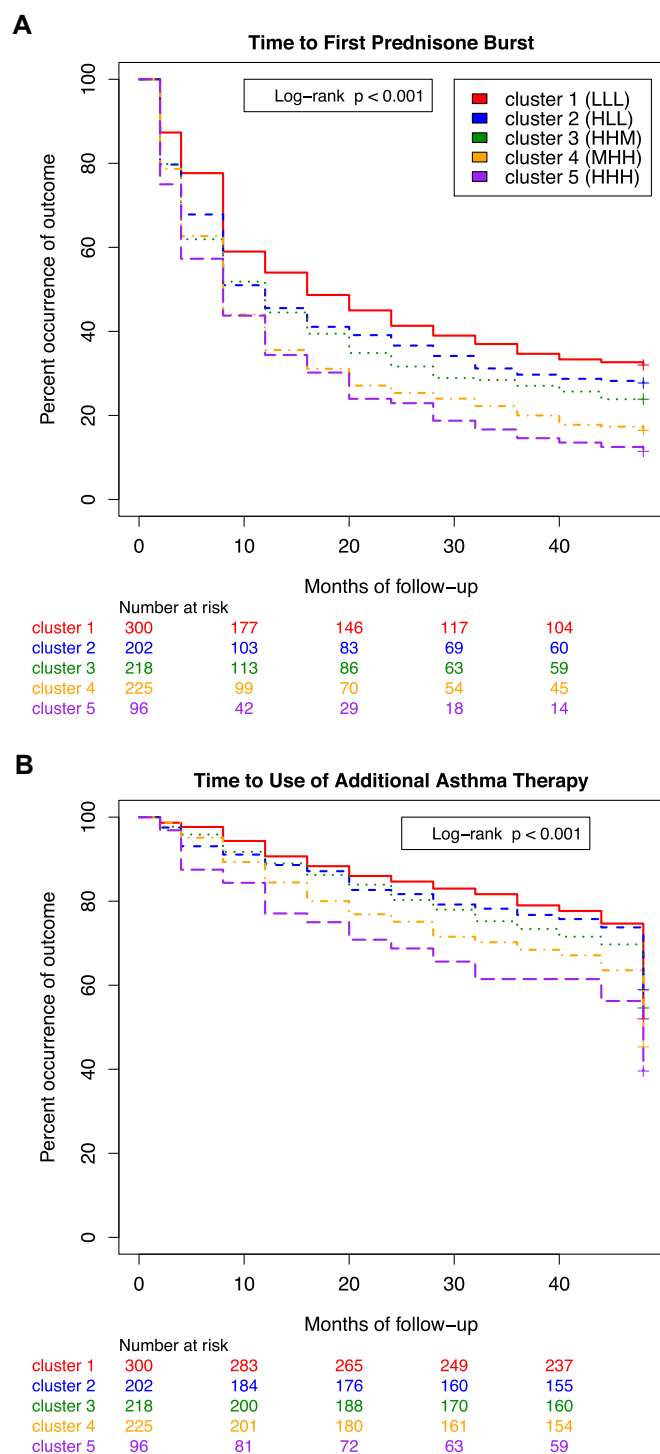 A
Time to First Prednisone Burst
Log−rank p < 0.001
cluster 1 (LLL)
cluster 2 (HLL)
cluster 3 (HHM)
cluster 4 (MHH)
cluster 5 (HHH)
Percent occurrence of outcome
100
80
60
40
20
0
0 10 20 30 40
Months of follow−up
Number at risk
cluster 1 300 177 146 117 104
cluster 2 202 103 83 69 60
cluster 3 218 113 86 63 59
cluster 4 225 99 70 54 45
cluster 5 96 42 29 18 14
B
Time to Use of Additional Asthma Therapy
Log−rank p < 0.001
Percent occurrence of outcome
100
80
60
40
20
0
0 10 20 30 40
Months of follow−up
Number at risk
cluster 1 300 283 265 249 237
cluster 2 202 184 176 160 155
cluster 3 218 200 188 170 160
cluster 4 225 201 180 161 154
cluster 5 96 81 72 63 59